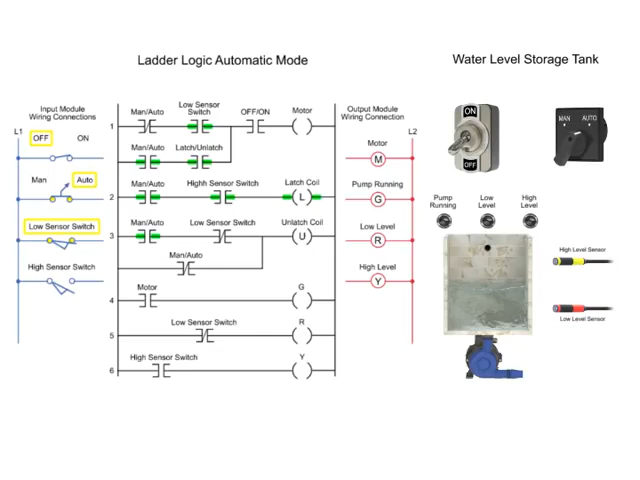 Ladder Logic Automatic Mode
Water Level Storage Tank
Input Module
Wiring Connections
L1
OFF
ON
Man
Auto
Low Sensor Switch
High Sensor Switch
1
Man/Auto
Low Sensor
Switch
OFF/ON
Motor
Man/Auto
Latch/Unlatch
2
Man/Auto
Highh Sensor Switch
Latch Coil
L
3
Man/Auto
Low Sensor Switch
Unlatch Coil
U
Man/Auto
4
Motor
G
5
Low Sensor Switch
R
6
High Sensor Switch
Y
Output Module
Wiring Connections
L2
Motor
M
Pump Running
G
Low Level
R
High Level
Y
ON
OFF
MAN
AUTO
Pump
Running
Low
Level
High
Level
High Level Sensor
Low Level Sensor